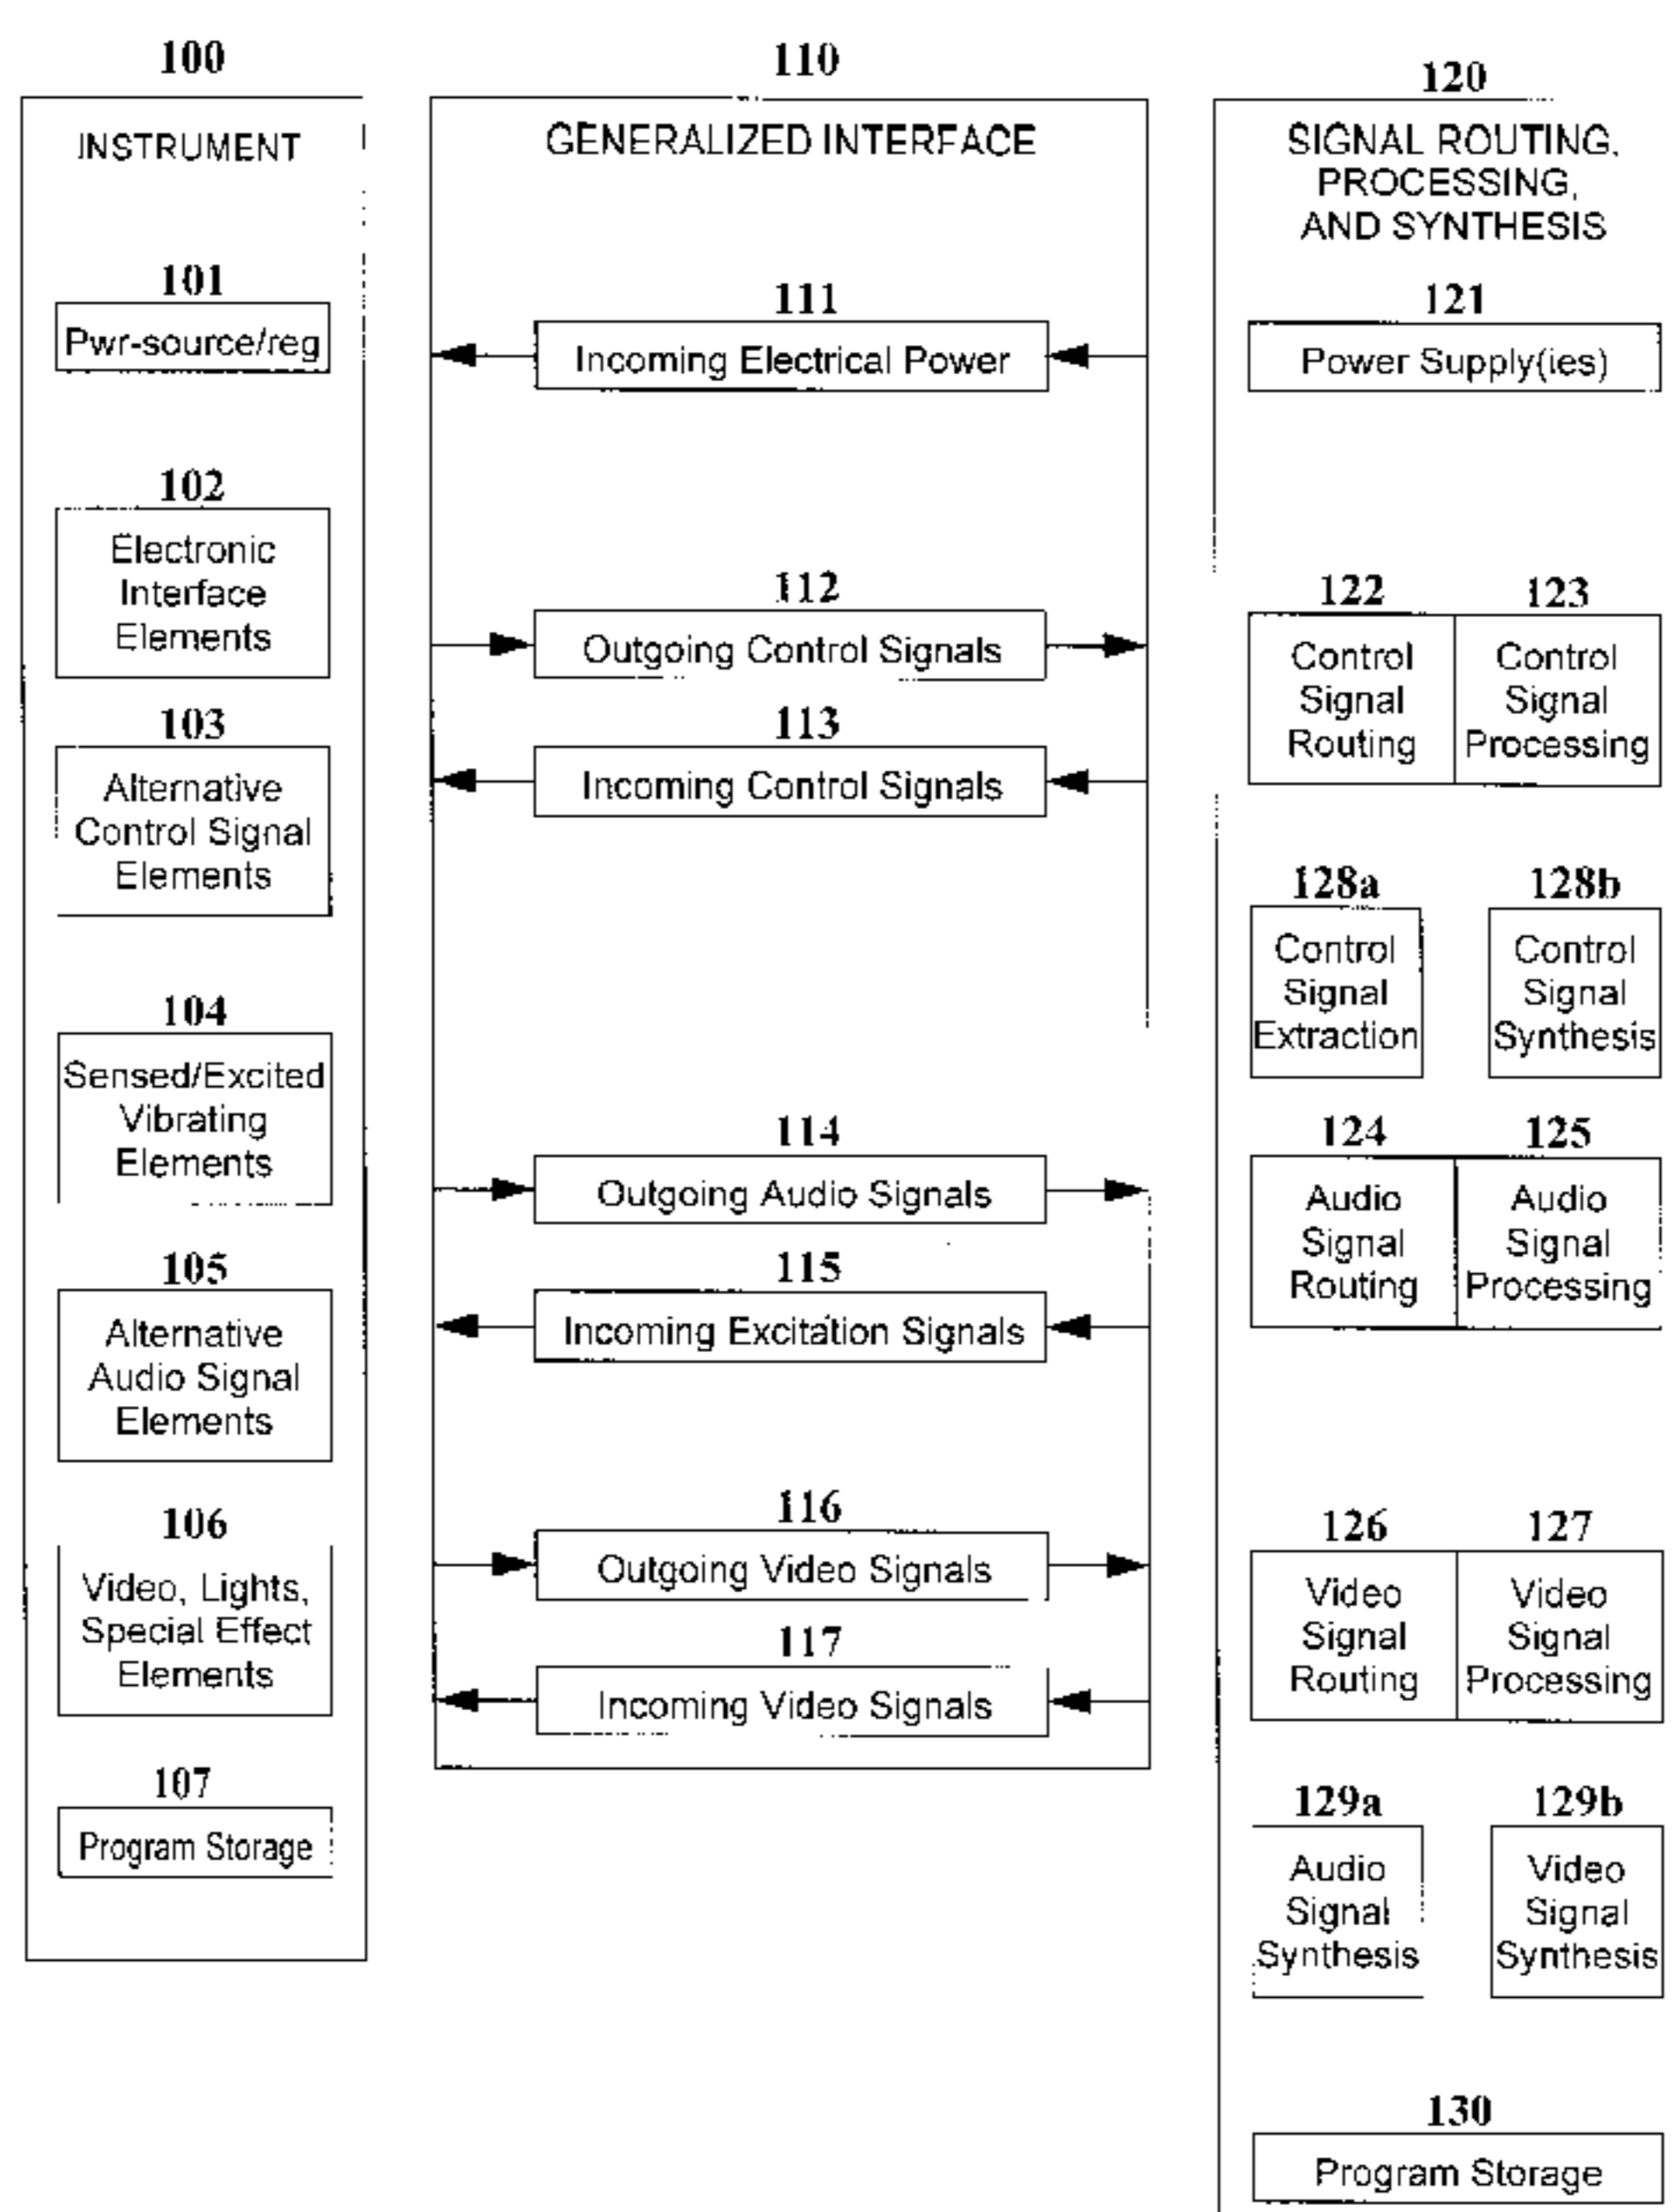 100
INSTRUMENT
101
Pwr-source/reg
102
Electronic
Interface
Elements
103
Alternative
Control Signal
Elements
104
Sensed/Excited
Vibrating
Elements
105
Alternative
Audio Signal
Elements
106
Video, Lights,
Special Effect
Elements
107
Program Storage
110
GENERALIZED INTERFACE
111
Incoming Electrical Power
112
Outgoing Control Signals
113
Incoming Control Signals
114
Outgoing Audio Signals
115
Incoming Excitation Signals
116
Outgoing Video Signals
117
Incoming Video Signals
120
SIGNAL ROUTING,
PROCESSING,
AND SYNTHESIS
121
Power Supply(ies)
122
Control
Signal
Routing
123
Control
Signal
Processing
128a
Control
Signal
Extraction
128b
Control
Signal
Synthesis
124
Audio
Signal
Routing
125
Audio
Signal
Processing
126
Video
Signal
Routing
127
Video
Signal
Processing
129a
Audio
Signal
Synthesis
129b
Video
Signal
Synthesis
130
Program Storage